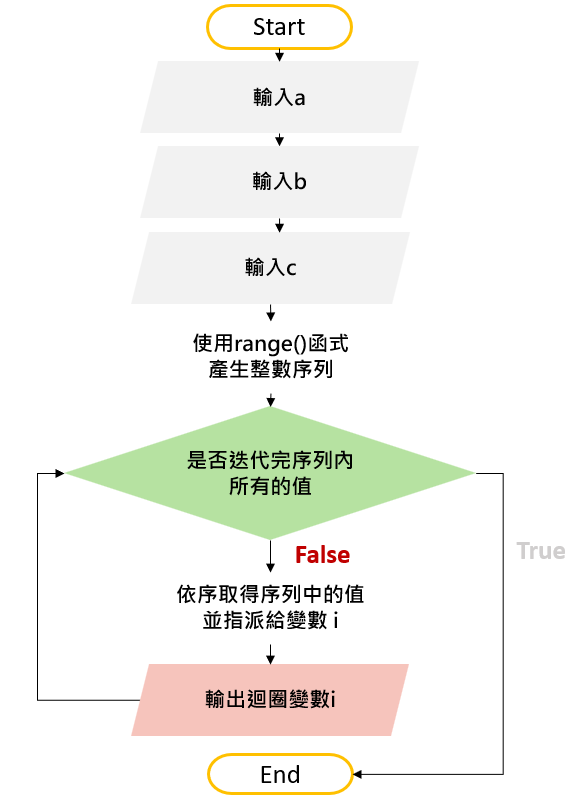 Start
輸入a
輸入b
輸入c
使用range()函式
產生整數序列
是否迭代完序列內
所有的值
True
False
依序取得序列中的值
並指派給變數 i
輸出迴圈變數i
End